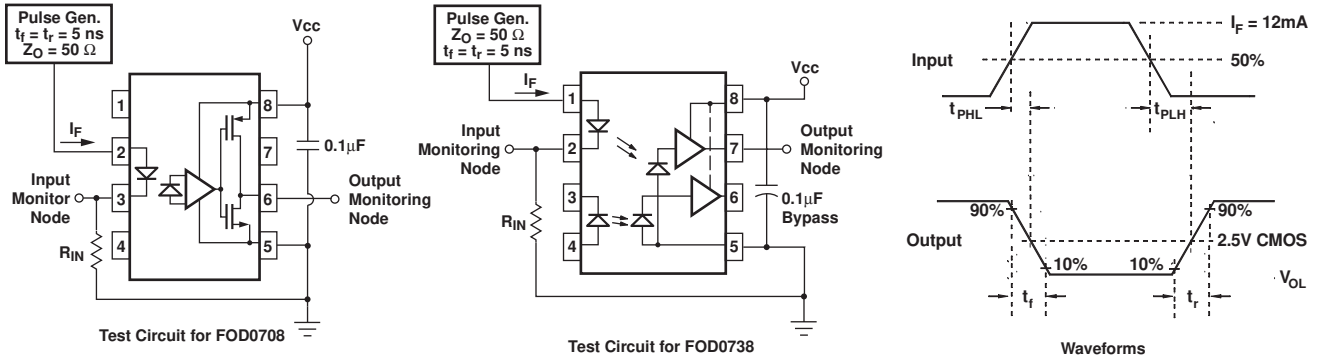 Pulse Gen.
tf = tr = 5 ns
ZO = 50 Ω
IF
Input
Monitor
Node
RIN
1
2
3
4
8
7
6
5
Vcc
0.1μF
Output
Monitoring
Node
Test Circuit for FOD0708
Pulse Gen.
ZO = 50 Ω
tf = tr = 5 ns
IF
Input
Monitoring
Node
RIN
1
2
3
4
8
7
6
5
Vcc
Output
Monitoring
Node
0.1μF
Bypass
Test Circuit for FOD0738
Input
IF = 12mA
50%
tPHL
tPLH
Output
90%
90%
2.5V CMOS
10%
10%
VOL
tf
tr
Waveforms